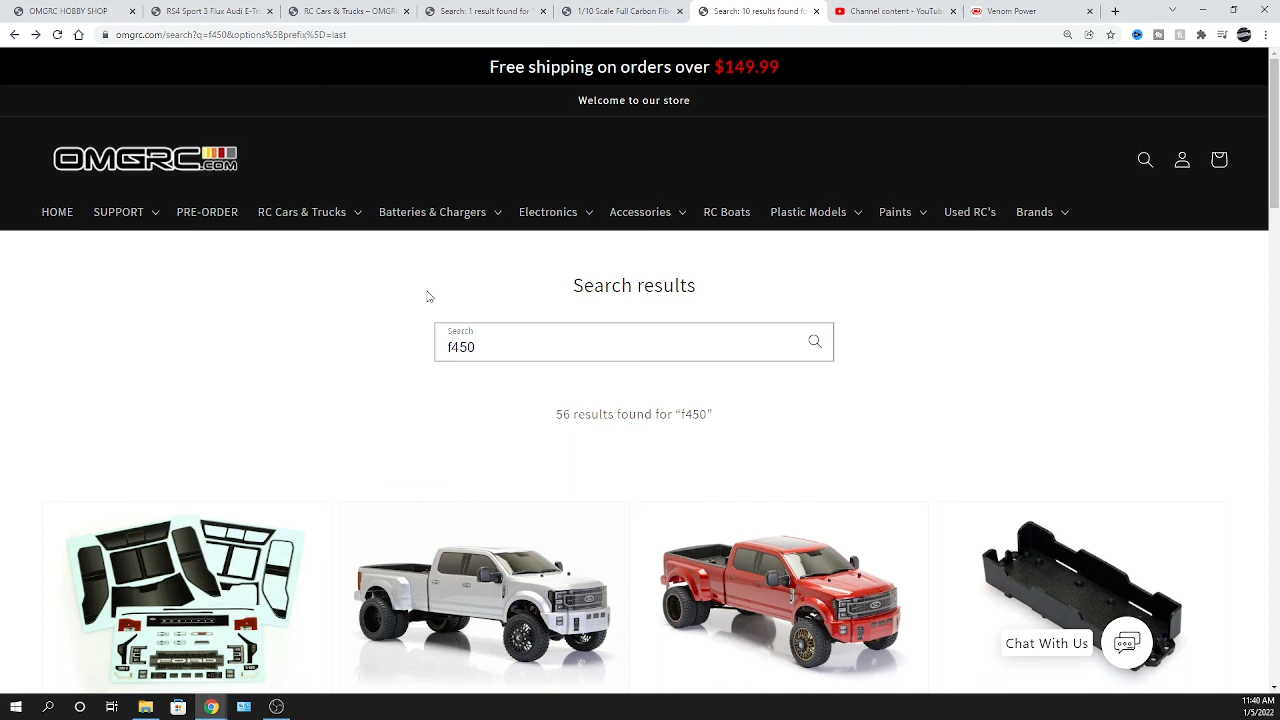 OMGRC HOBBY SHOP
RS4 Sport 3 Flux Audi E-Tr
RC Cars & Trucks – OMGR
Search: 1 result found for "
1/10 Scale Full Carbon Fib
Search: 10 results found fo
Channel content - YouTub
Venom Power
omgrc.com/search?q=f450&options%5Bprefix%5D=last
Free shipping on orders over $149.99
Welcome to our store
OMGRC.COM
HOME SUPPORT PRE-ORDER RC Cars & Trucks Batteries & Chargers Electronics Accessories RC Boats Plastic Models Paints Used RC's Brands
Search results
Search
f450
56 results found for “f450”
Chat With Us
11:40 AM
1/5/2022